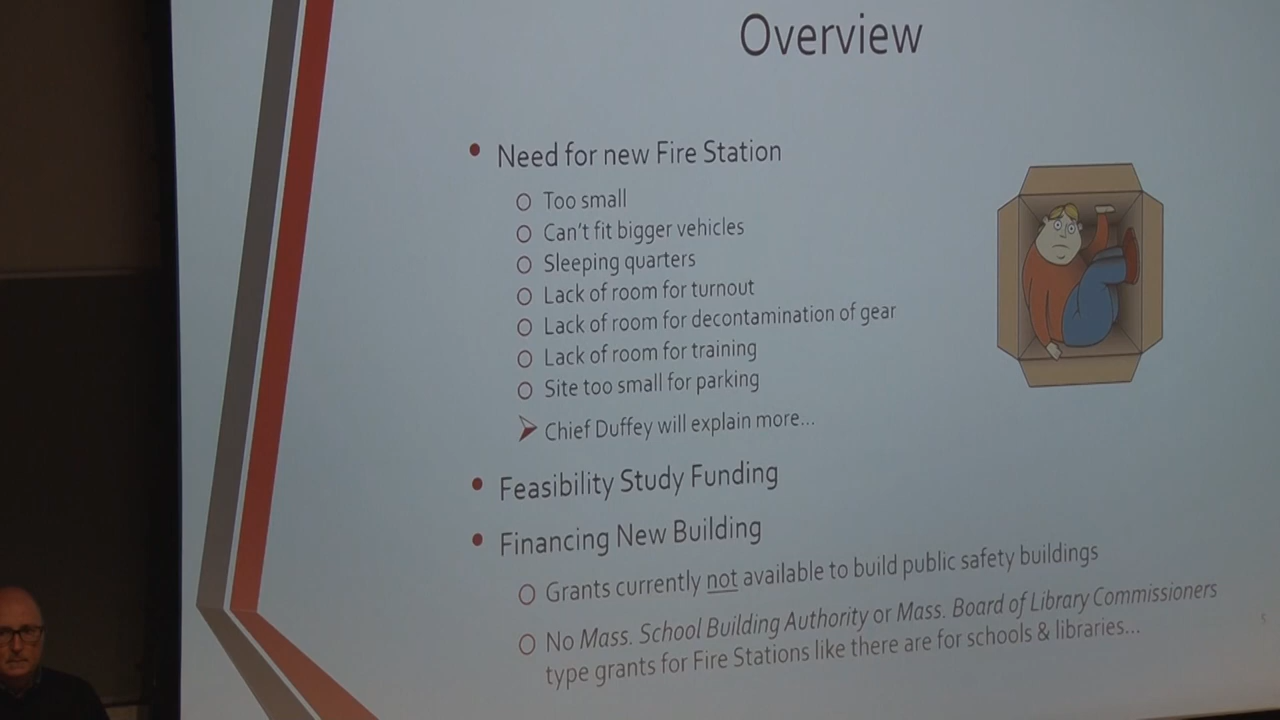 Overview
Need for new Fire Station
Too small
Can't fit bigger vehicles
Sleeping quarters
Lack of room for turnout
Lack of room for decontamination of gear
Lack of room for training
Site too small for parking
Chief Duffey will explain more...
Feasibility Study Funding
Financing New Building
Grants currently not available to build public safety buildings
No Mass. School Building Authority or Mass. Board of Library Commissioners
type grants for Fire Stations like there are for schools & libraries...
5